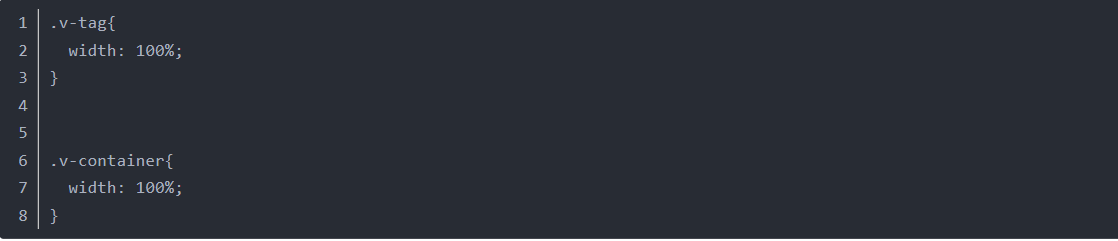 1 .v-tag{
2   width: 100%;
3 }
4
5
6 .v-container{
7   width: 100%;
8 }